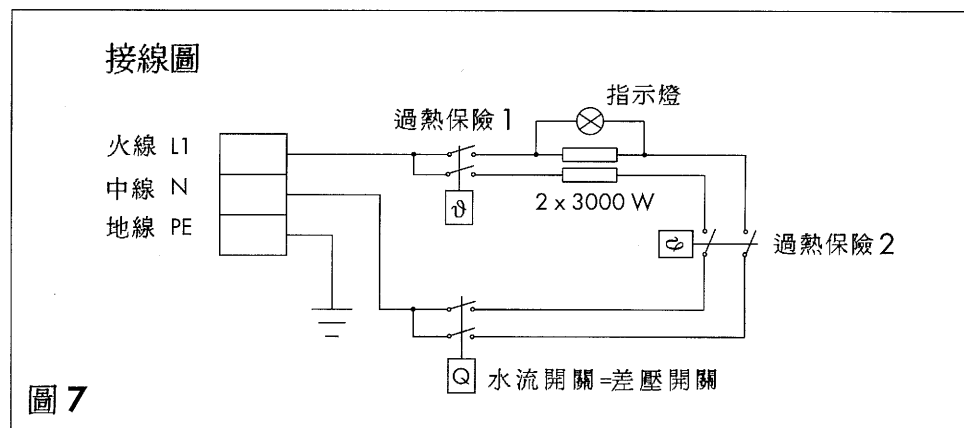 接線圖
指示燈
過熱保險1
火線 L1
中線 N
地線 PE
ϑ
2 x 3000 W
ϑ
過熱保險2
Q 水流開關=差壓開關
圖 7